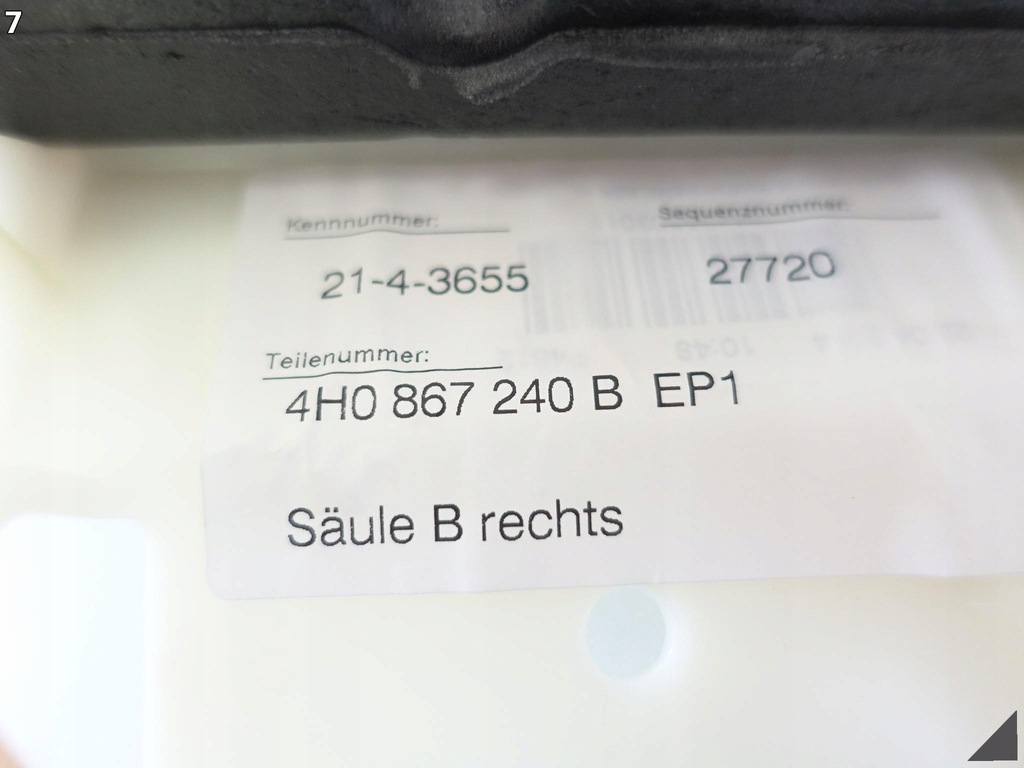 7
Kennnummer: Sequenznummer:
21-4-3655 27720
Teilenummer:
4H0 867 240 B EP1
Säule B rechts